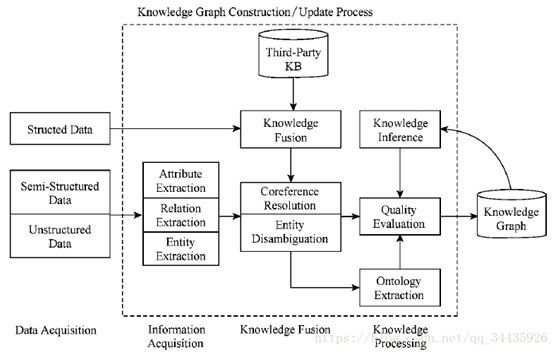 Knowledge Graph Construction/Update Process
Third-Party
KB
Structed Data
Knowledge
Fusion
Knowledge
Inference
Semi-Structured
Data
Unstructured
Data
Attribute
Extraction
Relation
Extraction
Entity
Extraction
Coreference
Resolution
Entity
Disambiguation
Quality
Evaluation
Knowledge
Graph
Ontology
Extraction
Data Acquisition
Information
Acquisition
Knowledge Fusion
Knowledge
Processing
https://blog.csdn.net/qq_34435926